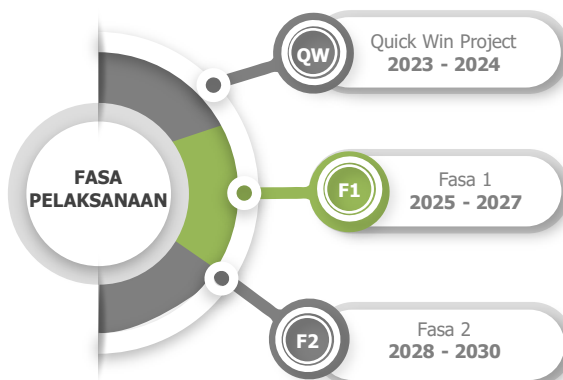 QW
Quick Win Project
2023 - 2024
FASA
PELAKSANAAN
F1
Fasa 1
2025 - 2027
F2
Fasa 2
2028 - 2030